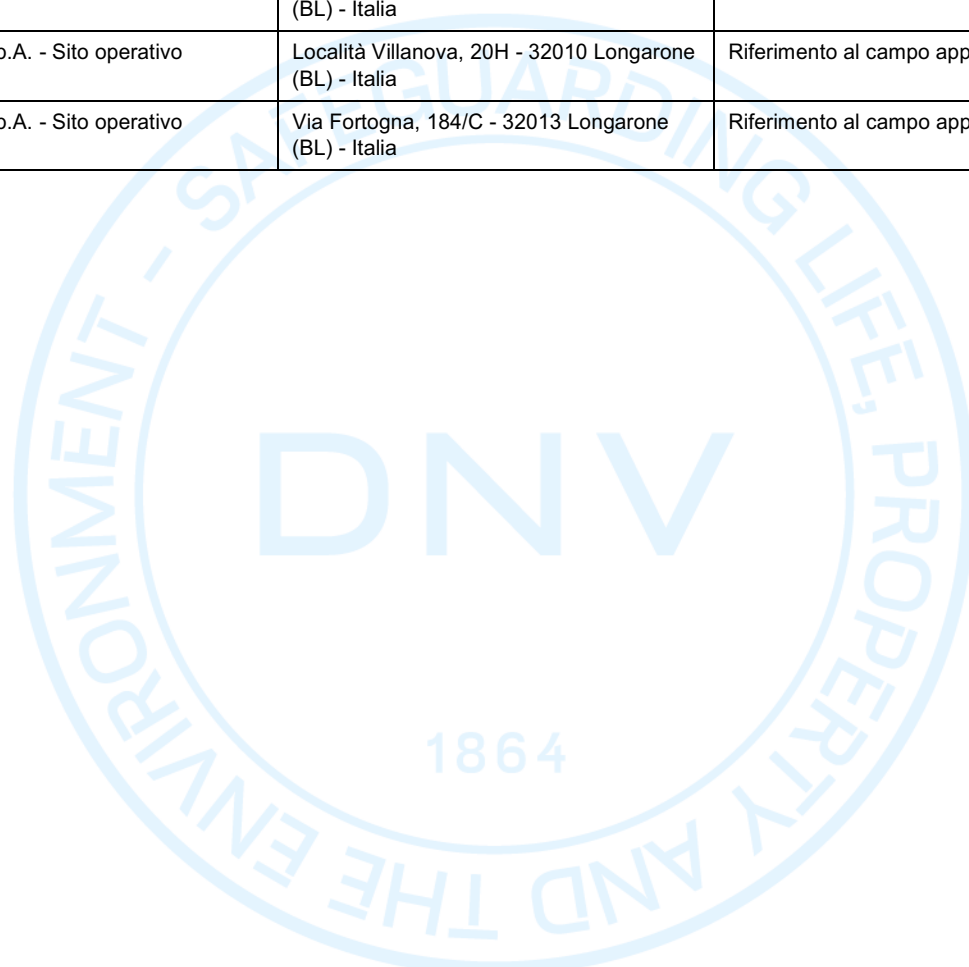 (BL) - Italia
o.A. - Sito operativo
Località Villanova, 20H - 32010 Longarone
(BL) - Italia
Riferimento al campo app
o.A. - Sito operativo
Via Fortogna, 184/C - 32013 Longarone
(BL) - Italia
Riferimento al campo app
SAFEGUARDING LIFE, PROPERTY AND THE ENVIRONMENT -
DNV
1864